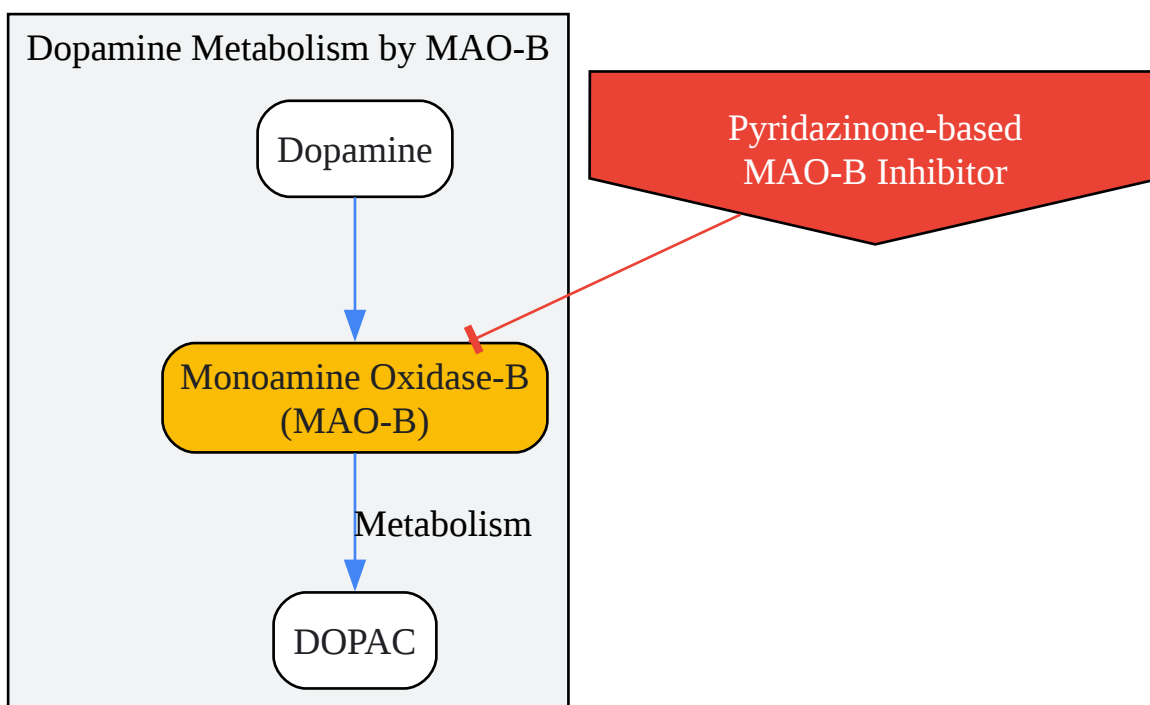 Dopamine Metabolism by MAO-B
Dopamine
Pyridazinone-based
MAO-B Inhibitor
Monoamine Oxidase-B
(MAO-B)
Metabolism
DOPAC